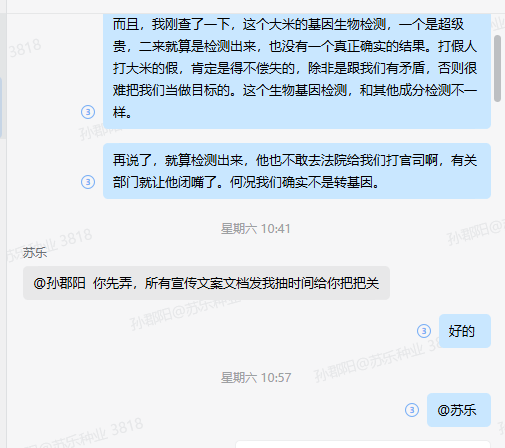 而且，我刚查了一下，这个大米的基因生物检测，一个是超级
贵，二来就算是检测出来，也没有一个真正确实的结果。打假人
打大米的假，肯定是得不偿失的，除非是跟我们有矛盾，否则很
难把我们当做目标的。这个生物基因检测，和其他成分检测不一
样。
3
再说了，就算检测出来，他也不敢去法院给我们打官司啊，有关
部门就让他闭嘴了。何况我们确实不是转基因。
3
星期六 10:41
苏乐
@孙郡阳 你先弄，所有宣传文案文档发我抽时间给你把把关
3
好的
星期六 10:57
3
@苏乐
孙郡阳@苏乐种业 3818